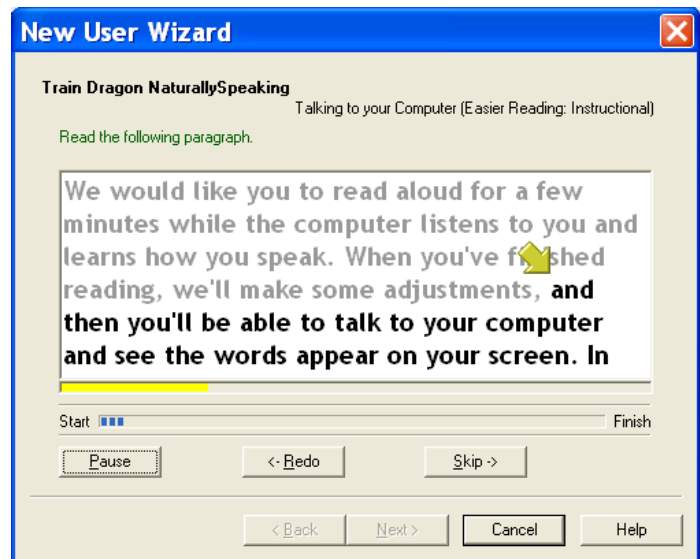 New User Wizard
Train Dragon NaturallySpeaking
Talking to your Computer (Easier Reading: Instructional)
Read the following paragraph.
We would like you to read aloud for a few
minutes while the computer listens to you and
learns how you speak. When you've finished
reading, we'll make some adjustments, and
then you'll be able to talk to your computer
and see the words appear on your screen. In
Start Finish
Pause <- Redo Skip ->
< Back Next > Cancel Help